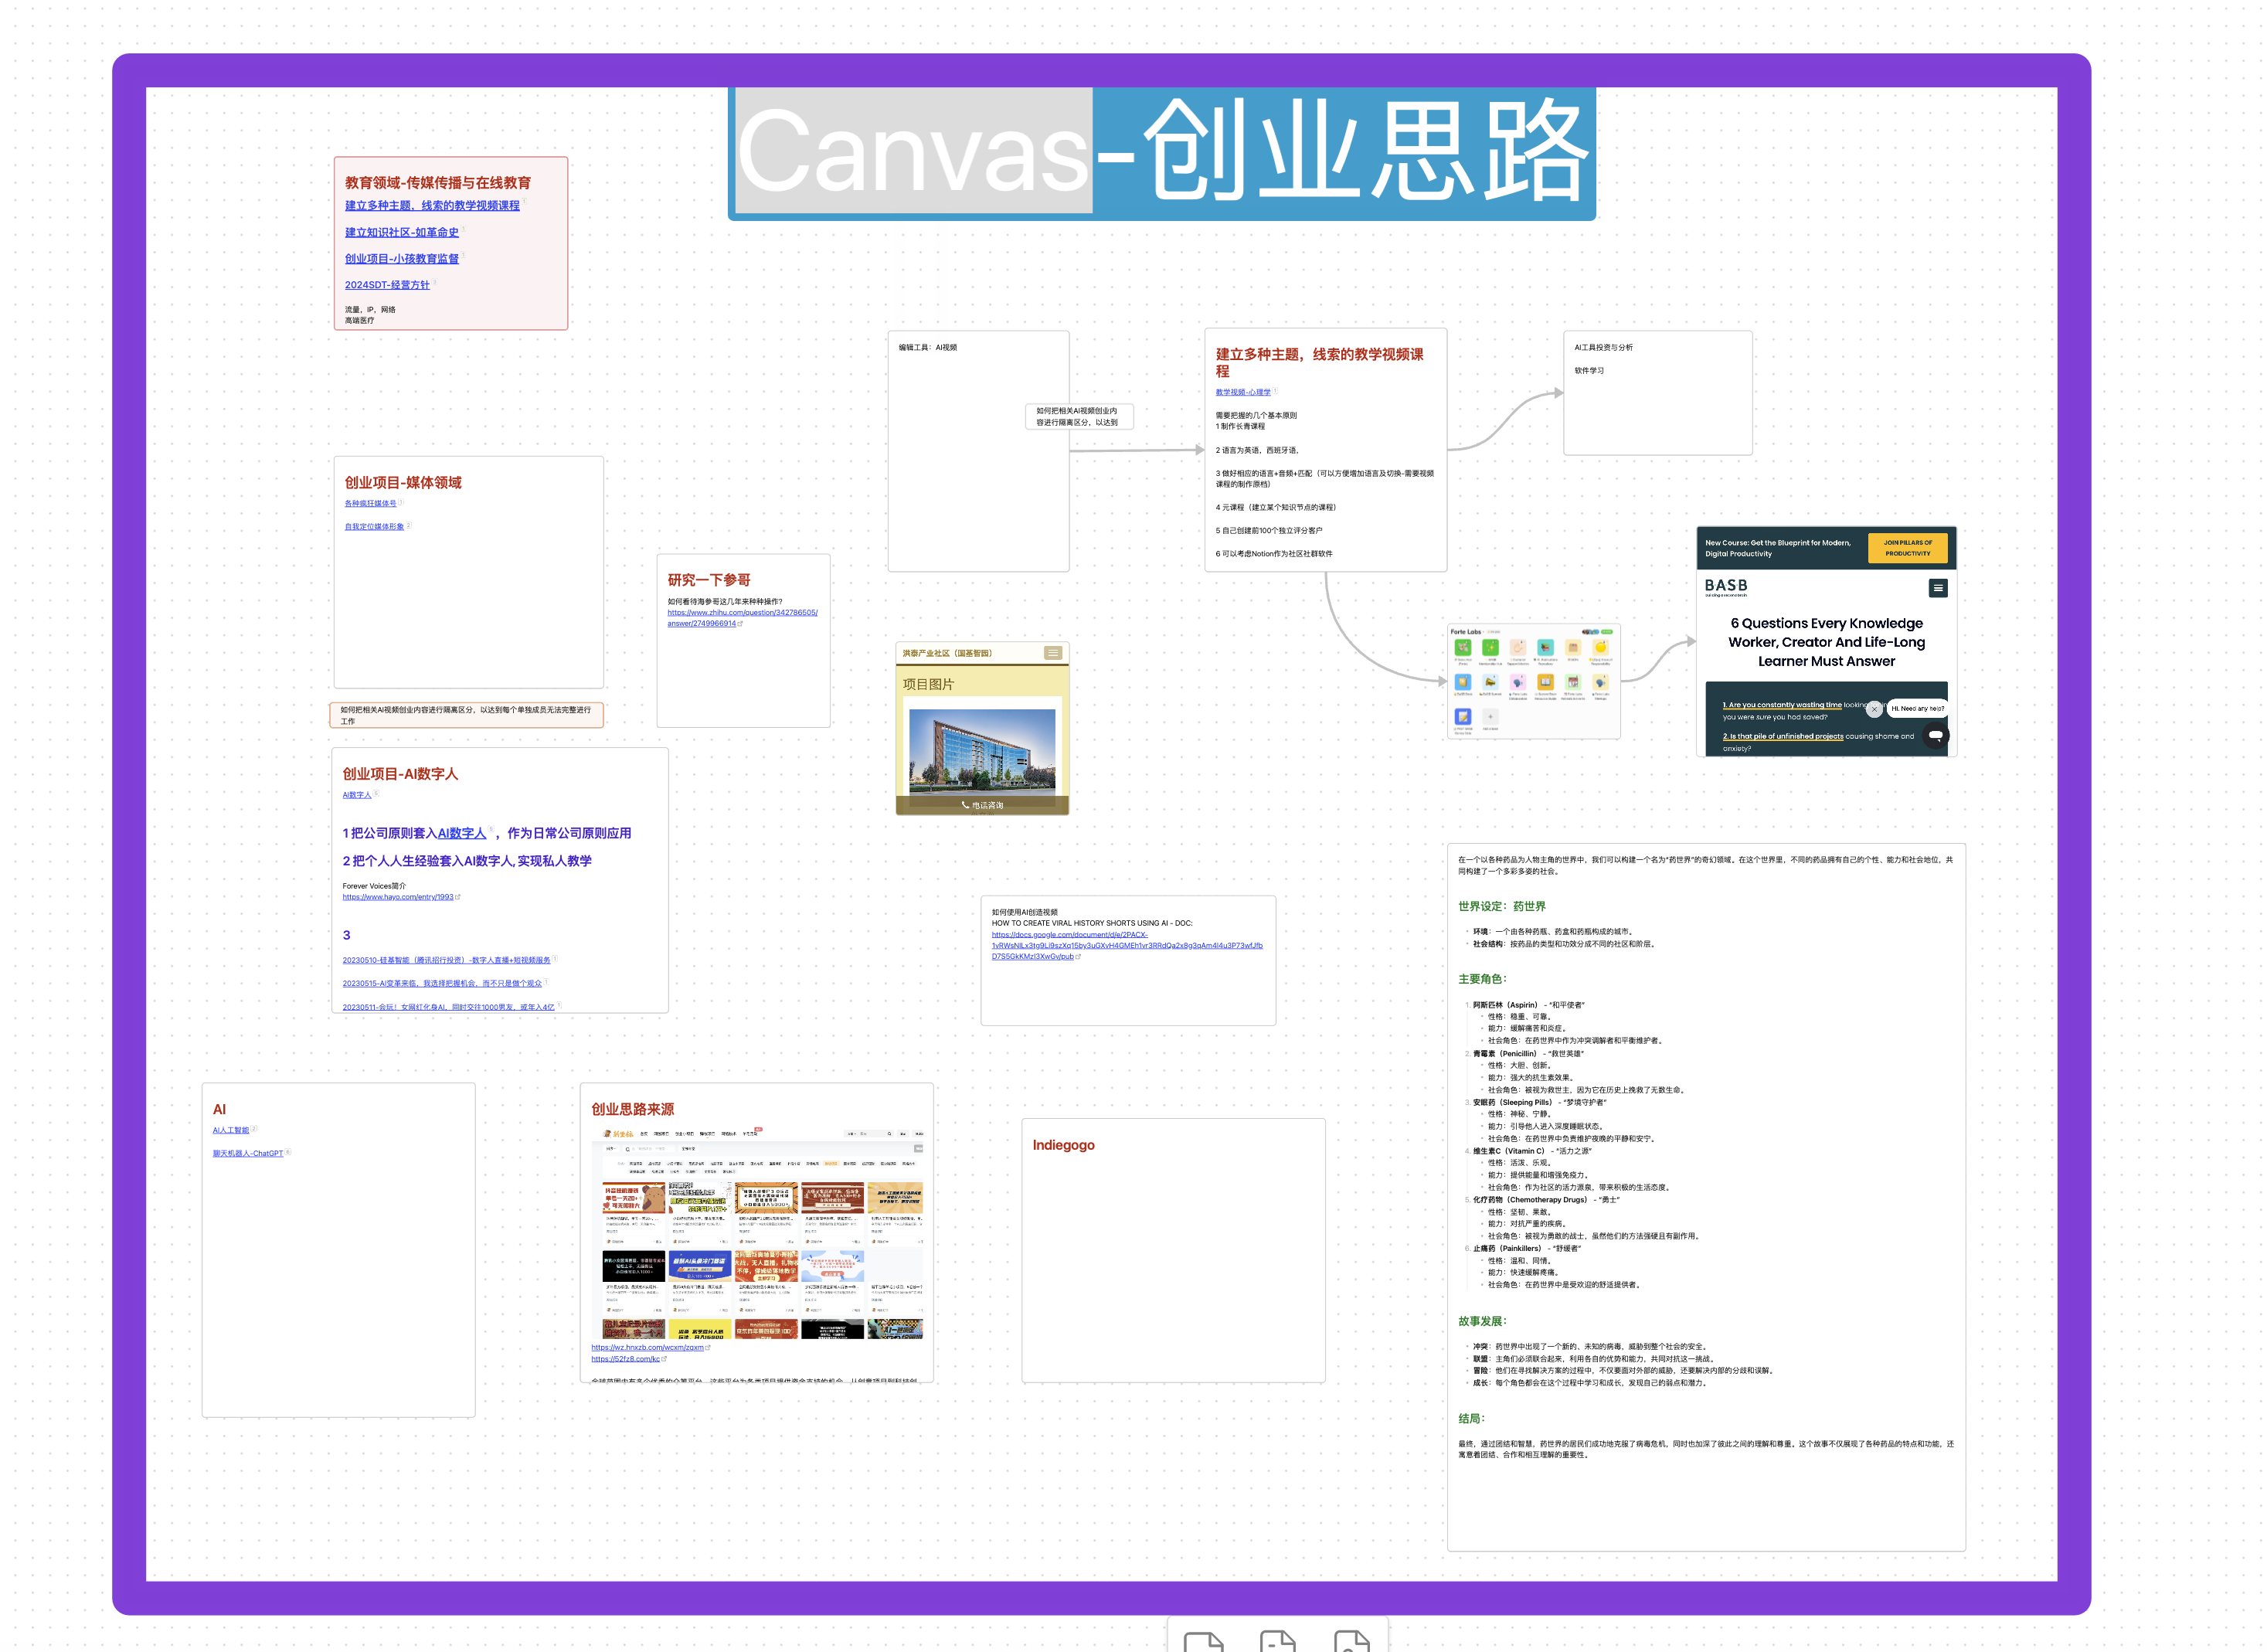 Canvas-创业思路
教育领域-传媒传播与在线教育
建立多种主题，线索的教学视频课程
建立知识社区-如革命史
创业项目-小孩教育监督
2024SDT-经营方针
流量，IP，网络
高端医疗
编辑工具：AI视频
如何把相关AI视频创业内
容进行隔离区分，以达到
建立多种主题，线索的教学视频课
程
教学视频-心理学
需要把握的几个基本原则
1 制作长青课程
2 语言为英语，西班牙语，
3 做好相应的语言+音频+匹配（可以方便增加语言及切换-需要视频
课程的制作原档）
4 元课程（建立某个知识节点的课程）
5 自己创建前100个独立评分客户
6 可以考虑Notion作为社区社群软件
AI工具投资与分析
软件学习
创业项目-媒体领域
各种疯狂媒体号
自我定位媒体形象
研究一下参哥
如何看待海参哥这几年来种种操作？
https://www.zhihu.com/question/342786505/
answer/2749966914
洪泰产业社区（国基智园）
项目图片
电话咨询
Forte Labs
New Course: Get the Blueprint for Modern,
Digital Productivity
JOIN PILLARS OF
PRODUCTIVITY
BASB
6 Questions Every Knowledge
Worker, Creator And Life-Long
Learner Must Answer
1. Are you constantly wasting time looking
you were sure you had saved?
Hi. Need any help?
2. Is that pile of unfinished projects causing shame and
anxiety?
如何把相关AI视频创业内容进行隔离区分，以达到每个单独成员无法完整进行
工作
创业项目-AI数字人
AI数字人
1 把公司原则套入AI数字人，作为日常公司原则应用
2 把个人人生经验套入AI数字人, 实现私人教学
Forever Voices简介
https://www.hayo.com/entry/1993
3
20230510-硅基智能（腾讯招行投资）-数字人直播+短视频服务
20230515-AI变革来临，我选择把握机会，而不只是做个观众
20230511-会玩！女网红化身AI，同时交往1000男友，或年入4亿
如何使用AI创造视频
HOW TO CREATE VIRAL HISTORY SHORTS USING AI - DOC:
https://docs.google.com/document/d/e/2PACX-
1vRWsNILx3tg9Li9szXq15by3uGXvH4GMEh1vr3RRdQa2x8g3qAm4l4u3P73wfJfb
D7S5GkKMzl3XwGv/pub
AI
AI人工智能
聊天机器人-ChatGPT
创业思路来源
https://wz.hnxzb.com/wcxm/zqxm
https://52fz8.com/kc
全球范围内有多个优秀的众筹平台，这些平台为各类项目提供资金支持的机会，从创意项目到科技创
Indiegogo
在一个以各种药品为人物主角的世界中，我们可以构建一个名为“药世界”的奇幻领域。在这个世界里，不同的药品拥有自己的个性、能力和社会地位，共
同构建了一个多彩多姿的社会。
世界设定：药世界
环境：一个由各种药瓶、药盒和药瓶构成的城市。
社会结构：按药品的类型和功效分成不同的社区和阶层。
主要角色：
1. 阿斯匹林（Aspirin） - “和平使者”
性格：稳重、可靠。
能力：缓解痛苦和炎症。
社会角色：在药世界中作为冲突调解者和平衡维护者。
2. 青霉素（Penicillin） - “救世英雄”
性格：大胆、创新。
能力：强大的抗生素效果。
社会角色：被视为救世主，因为它在历史上挽救了无数生命。
3. 安眠药（Sleeping Pills） - “梦境守护者”
性格：神秘、宁静。
能力：引导他人进入深度睡眠状态。
社会角色：在药世界中负责维护夜晚的平静和安宁。
4. 维生素C（Vitamin C） - “活力之源”
性格：活泼、乐观。
能力：提供能量和增强免疫力。
社会角色：作为社区的活力源泉，带来积极的生活态度。
5. 化疗药物（Chemotherapy Drugs） - “勇士”
性格：坚韧、果敢。
能力：对抗严重的疾病。
社会角色：被视为勇敢的战士，虽然他们的方法强硬且有副作用。
6. 止痛药（Painkillers） - “舒缓者”
性格：温和、同情。
能力：快速缓解疼痛。
社会角色：在药世界中是受欢迎的舒适提供者。
故事发展：
冲突：药世界中出现了一个新的、未知的病毒，威胁到整个社会的安全。
联盟：主角们必须联合起来，利用各自的优势和能力，共同对抗这一挑战。
冒险：他们在寻找解决方案的过程中，不仅要面对外部的威胁，还要解决内部的分歧和误解。
成长：每个角色都会在这个过程中学习和成长，发现自己的弱点和潜力。
结局：
最终，通过团结和智慧，药世界的居民们成功地克服了病毒危机，同时也加深了彼此之间的理解和尊重。这个故事不仅展现了各种药品的特点和功能，还
寓意着团结、合作和相互理解的重要性。